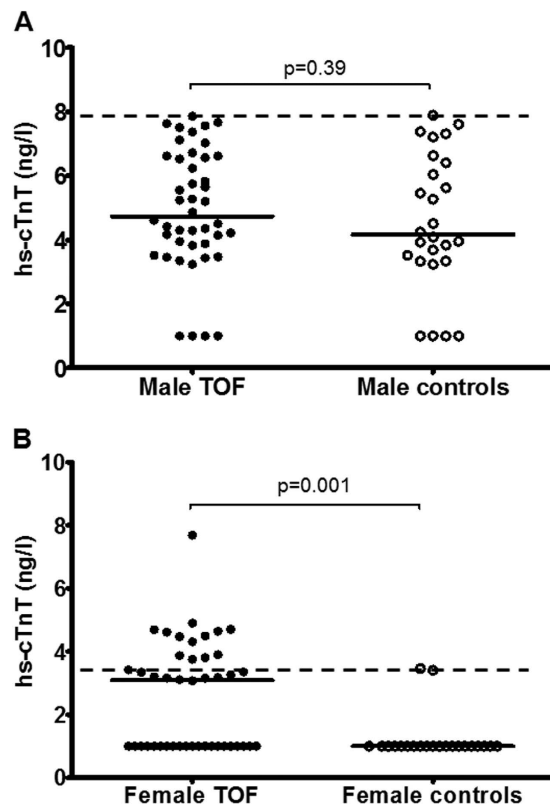 A
10
p=0.39
8
6
4
2
0
hs-cTnT (ng/l)
Male TOF Male controls
B
10
p=0.001
8
6
4
2
0
hs-cTnT (ng/l)
Female TOF Female controls